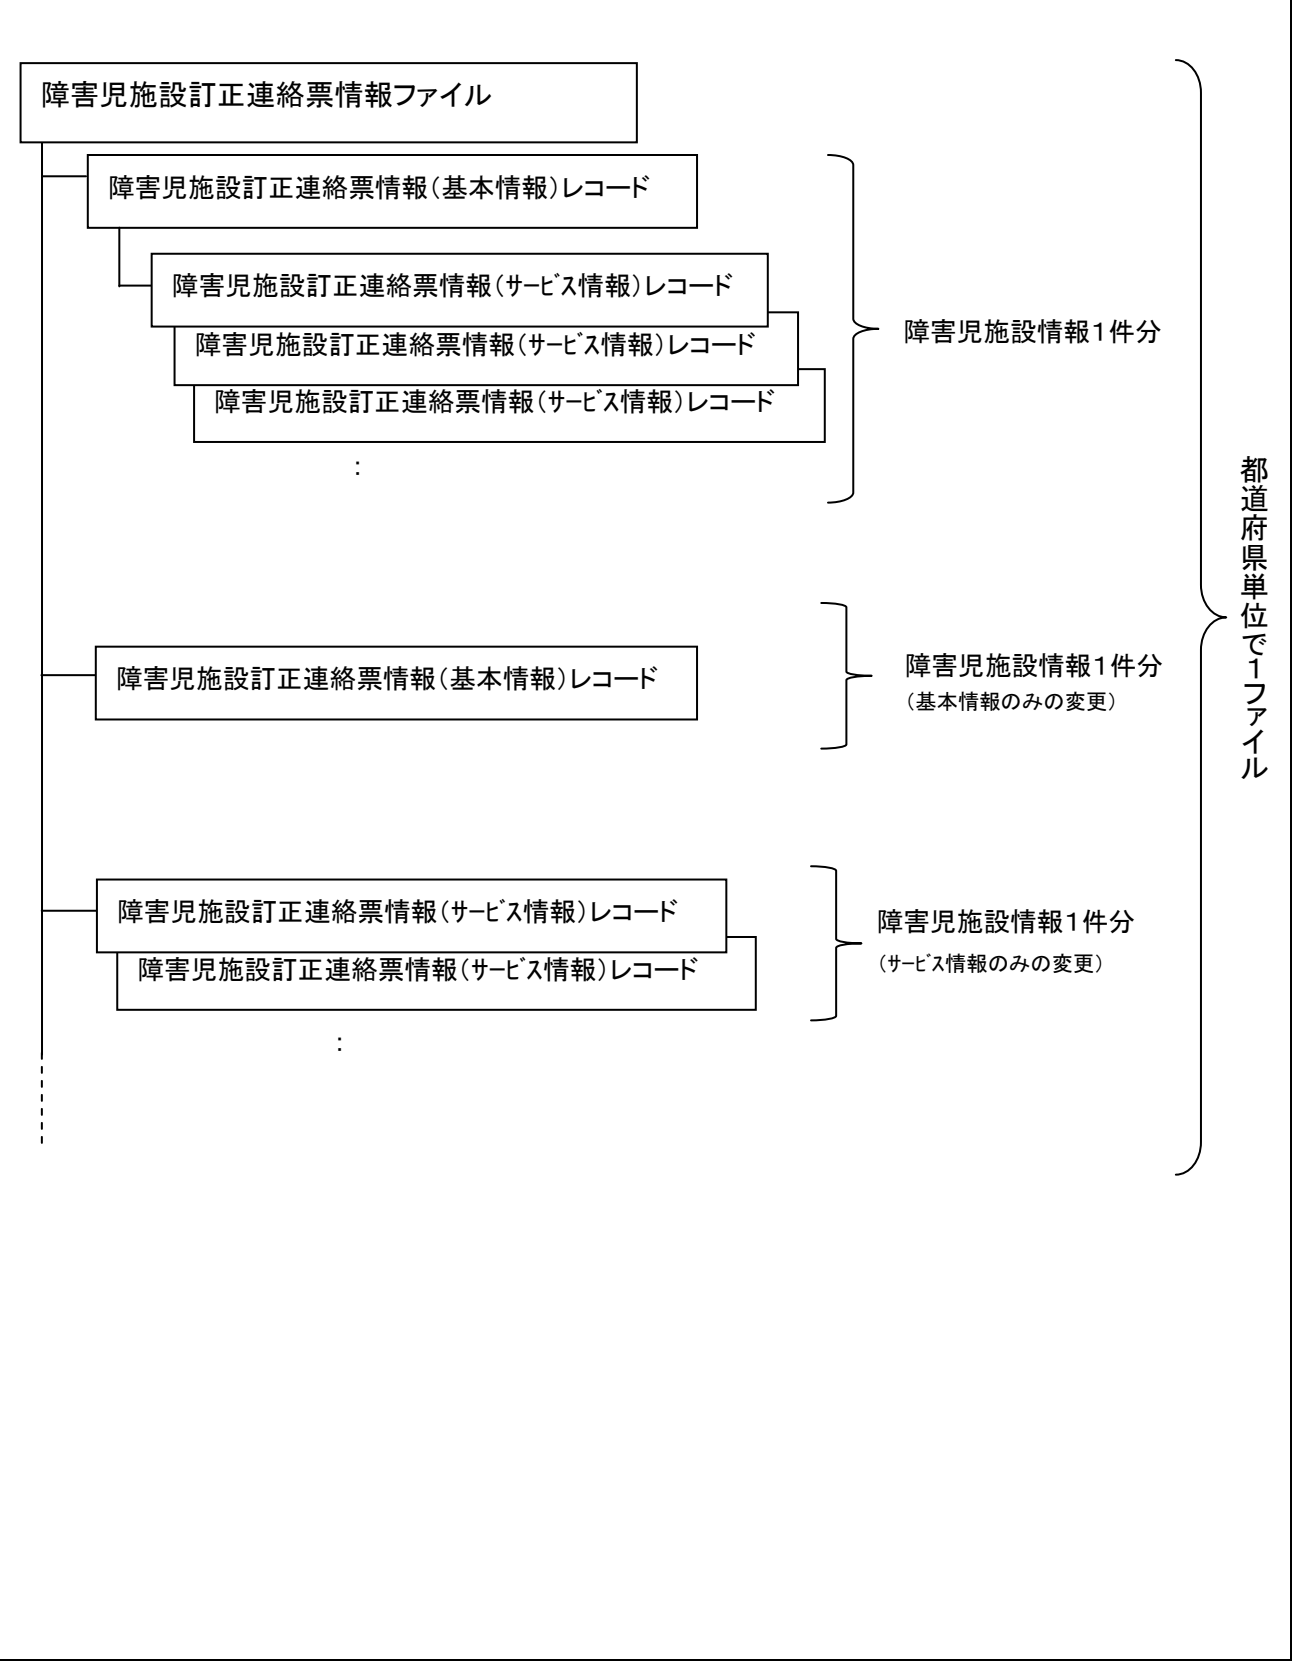 障害児施設訂正連絡票情報ファイル
障害児施設訂正連絡票情報（基本情報）レコード
障害児施設訂正連絡票情報（ｻｰﾋﾞｽ情報）レコード
障害児施設訂正連絡票情報（ｻｰﾋﾞｽ情報）レコード
障害児施設訂正連絡票情報（ｻｰﾋﾞｽ情報）レコード
：
障害児施設情報１件分
障害児施設訂正連絡票情報（基本情報）レコード
障害児施設情報１件分
（基本情報のみの変更）
障害児施設訂正連絡票情報（ｻｰﾋﾞｽ情報）レコード
障害児施設訂正連絡票情報（ｻｰﾋﾞｽ情報）レコード
：
障害児施設情報１件分
（ｻｰﾋﾞｽ情報のみの変更）
都道府県単位で１ファイル